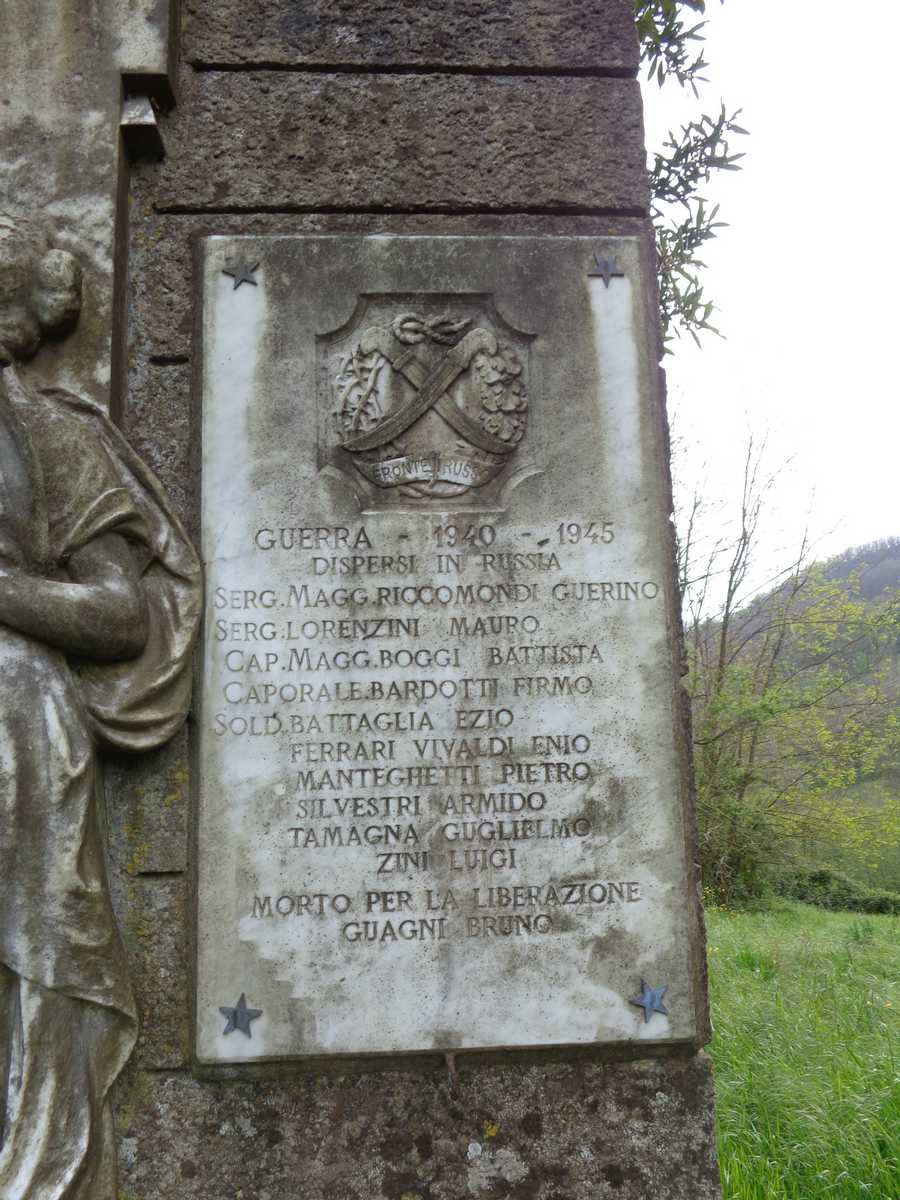 FRONTE RUSSO
GUERRA - 1940 - 1945
DISPERSI IN RUSSIA
SERG.MAGG.RICCOMONDI GUERINO
SERG.LORENZINI MAURO
CAP.MAGG.BOGGI BATTISTA
CAPORALE.BARDOTTI FIRMO
SOLD.BATTAGLIA EZIO
FERRARI VIVALDI ENIO
MANTEGHETTI PIETRO
SILVESTRI ARMIDO
TAMAGNA GUGLIELMO
ZINI LUIGI
MORTO PER LA LIBERAZIONE
GUAGNI BRUNO